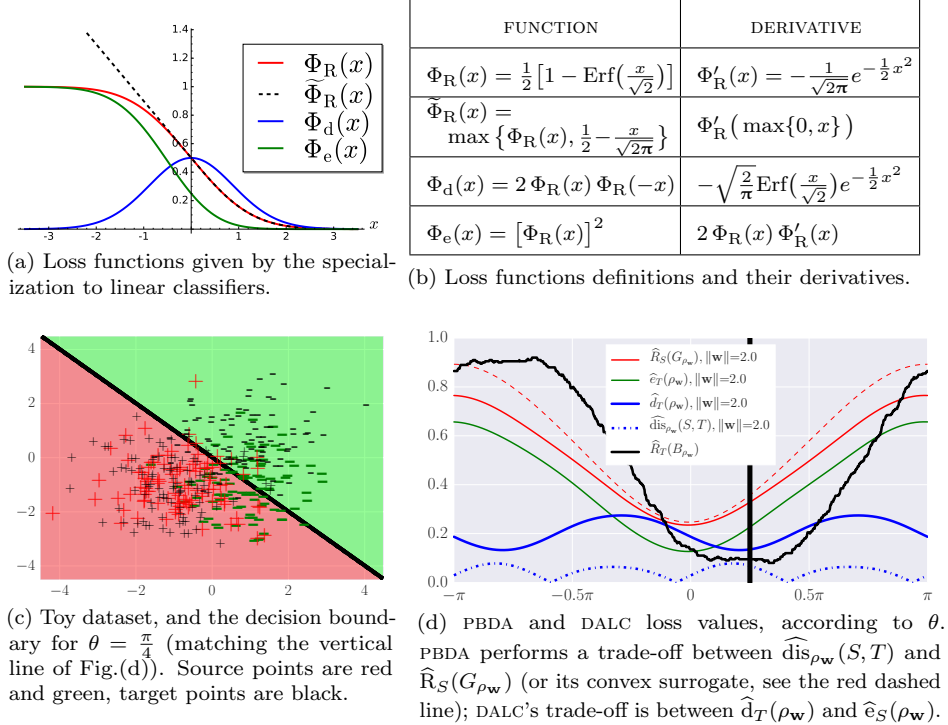 1.4
1.2
1.0
0.8
0.6
0.4
0.2
-3 -2 -1 0 1 2 3 x
Φ_R(x)
Φ̃_R(x)
Φ_d(x)
Φ_e(x)
(a) Loss functions given by the special-
ization to linear classifiers.
FUNCTION DERIVATIVE
Φ_R(x) = ½[1 − Erf(x/√2)] Φ′_R(x) = −(1/√(2π)) e^{−½x²}
Φ̃_R(x) =
max {Φ_R(x), ½ − x/√(2π)} Φ′_R(max{0, x})
Φ_d(x) = 2 Φ_R(x) Φ_R(−x) −√(2/π) Erf(x/√2) e^{−½x²}
Φ_e(x) = [Φ_R(x)]² 2 Φ_R(x) Φ′_R(x)
(b) Loss functions definitions and their derivatives.
4
2
0
−2
−4
−4 −2 0 2 4
(c) Toy dataset, and the decision bound-
ary for θ = π/4 (matching the vertical
line of Fig.(d)). Source points are red
and green, target points are black.
1.0
0.8
0.6
0.4
0.2
0.0
−π −0.5π 0 0.5π π
R̂_S(G_ρw), ‖w‖=2.0
ê_T(ρ_w), ‖w‖=2.0
d̂_T(ρ_w), ‖w‖=2.0
d̂is_ρw(S, T), ‖w‖=2.0
R̂_T(B_ρw)
(d) PBDA and DALC loss values, according to θ.
PBDA performs a trade-off between d̂is_ρw(S, T) and
R̂_S(G_ρw) (or its convex surrogate, see the red dashed
line); DALC's trade-off is between d̂_T(ρ_w) and ê_S(ρ_w).